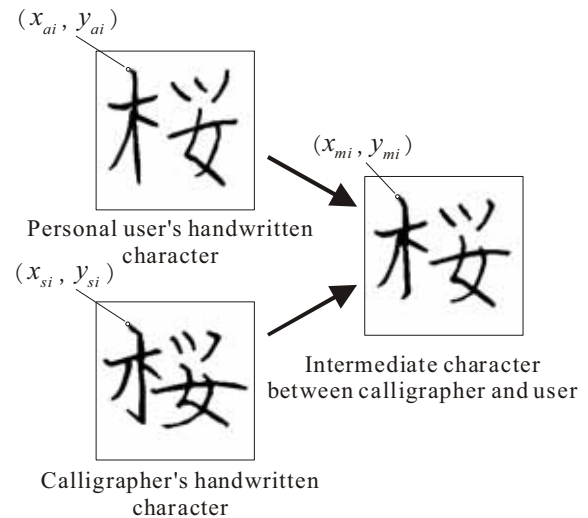 (x_ai, y_ai)
桜
Personal user's handwritten
character
(x_si, y_si)
桜
Calligrapher's handwritten
character
(x_mi, y_mi)
桜
Intermediate character
between calligrapher and user